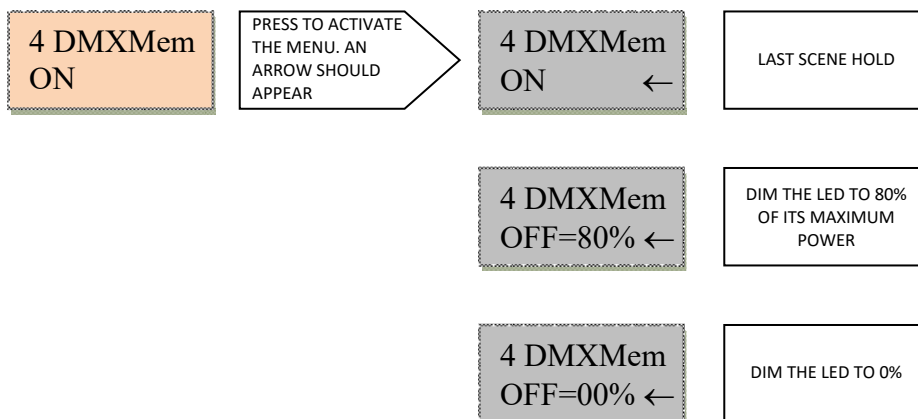 4 DMXMem
ON
PRESS TO ACTIVATE
THE MENU. AN
ARROW SHOULD
APPEAR
4 DMXMem
ON ←
LAST SCENE HOLD
4 DMXMem
OFF=80% ←
DIM THE LED TO 80%
OF ITS MAXIMUM
POWER
4 DMXMem
OFF=00% ←
DIM THE LED TO 0%